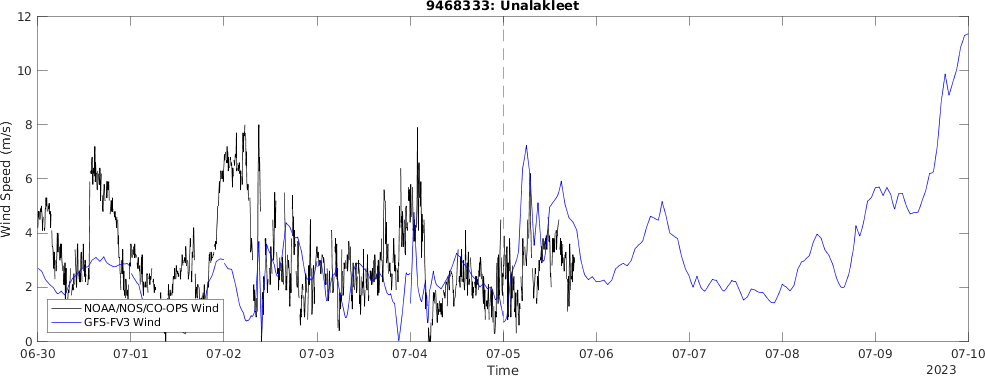 9468333: Unalakleet
Wind Speed (m/s)
12
10
8
6
4
2
0
NOAA/NOS/CO-OPS Wind
GFS-FV3 Wind
06-30 07-01 07-02 07-03 07-04 07-05 07-06 07-07 07-08 07-09 07-10
Time
2023